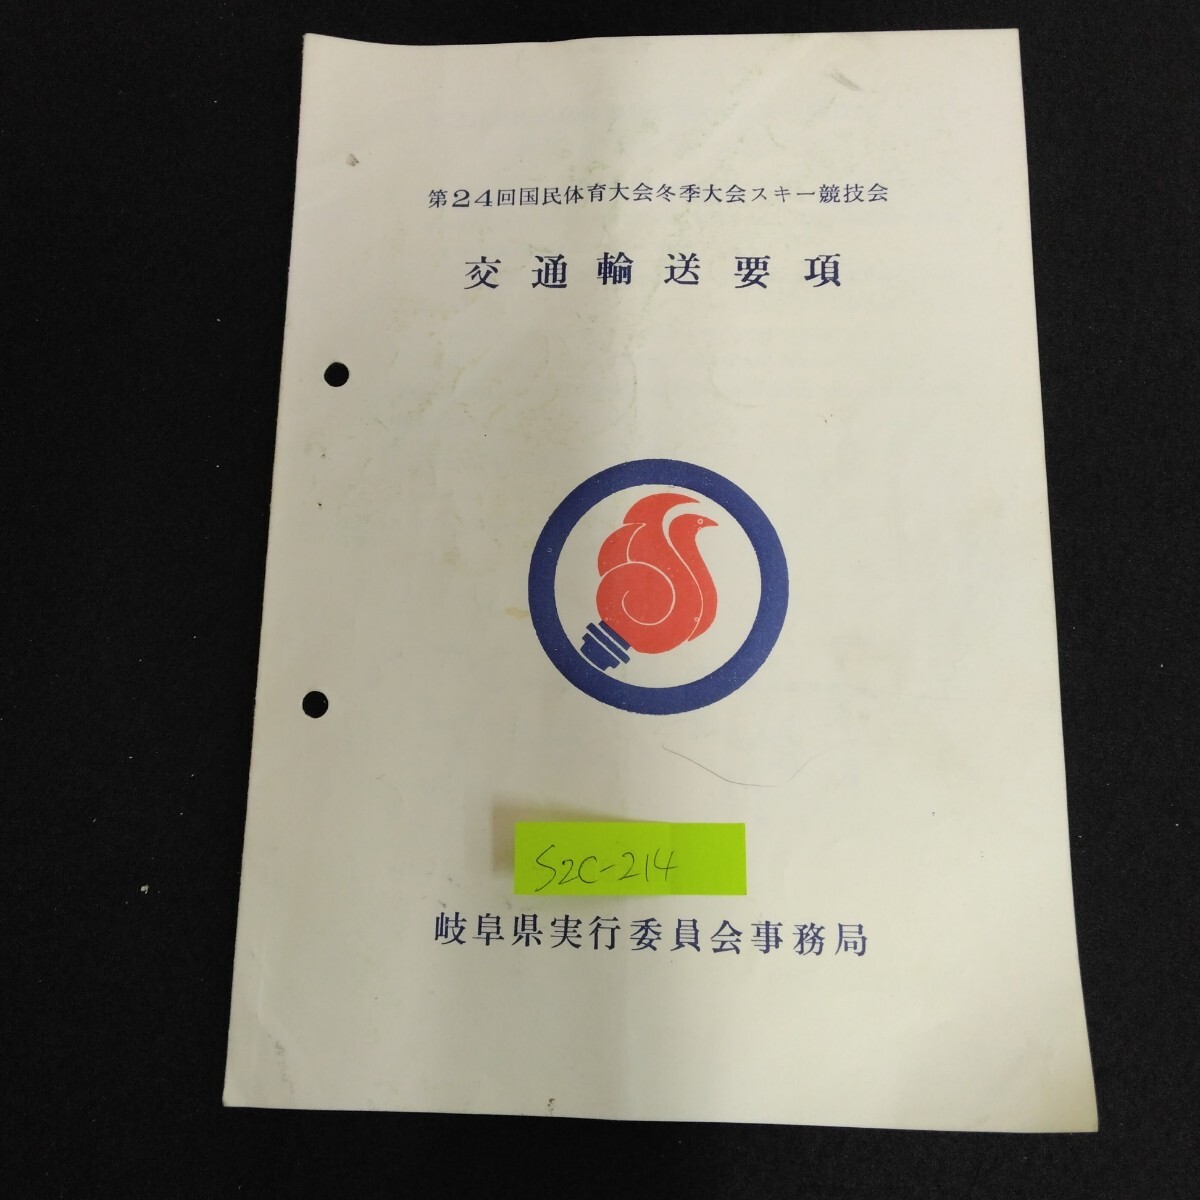 第24回国民体育大会冬季大会スキー競技会
交通輸送要項
S2C-214
岐阜県実行委員会事務局